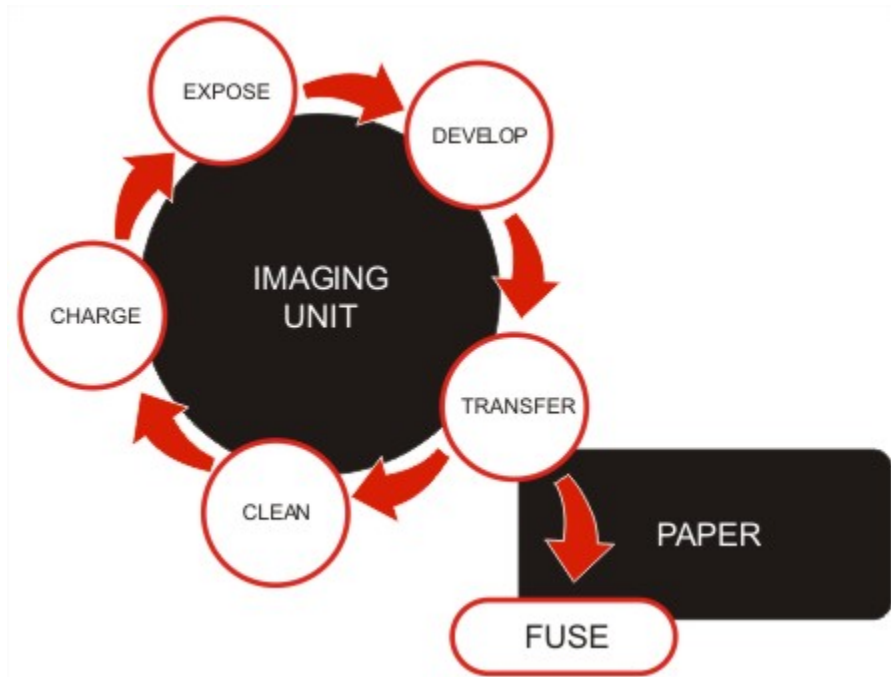 EXPOSE
DEVELOP
IMAGING
UNIT
CHARGE
TRANSFER
CLEAN
PAPER
FUSE